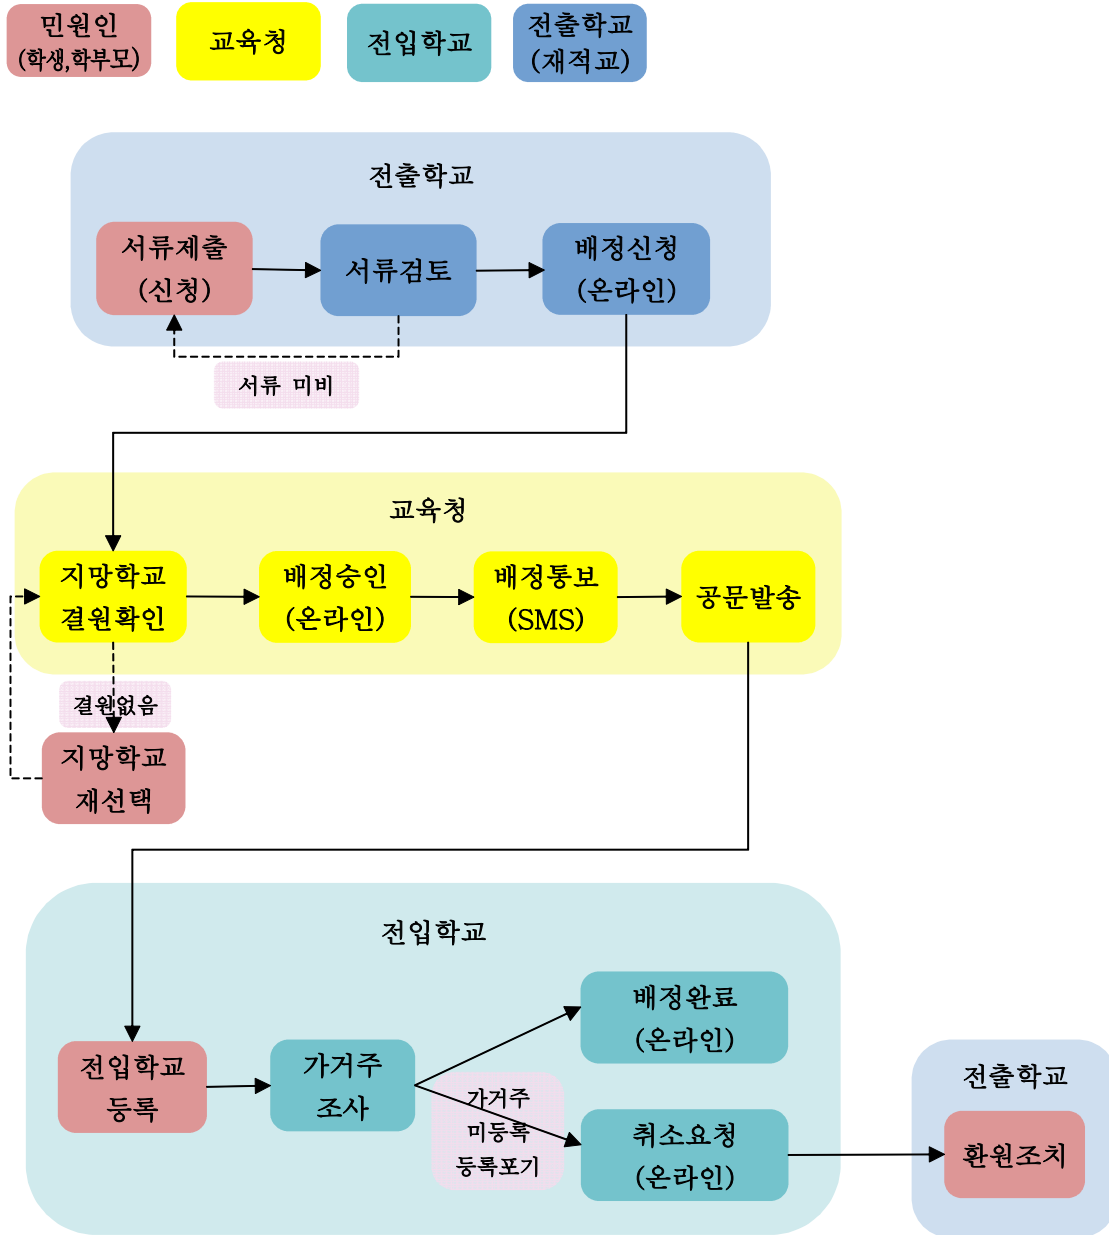 민원인
(학생,학부모)
교육청
전입학교
전출학교
(재적교)
전출학교
서류제출
(신청)
서류검토
배정신청
(온라인)
서류 미비
교육청
지망학교
결원확인
배정승인
(온라인)
배정통보
(SMS)
공문발송
결원없음
지망학교
재선택
전입학교
전입학교
등록
가거주
조사
배정완료
(온라인)
가거주
미등록
등록포기
취소요청
(온라인)
전출학교
환원조치